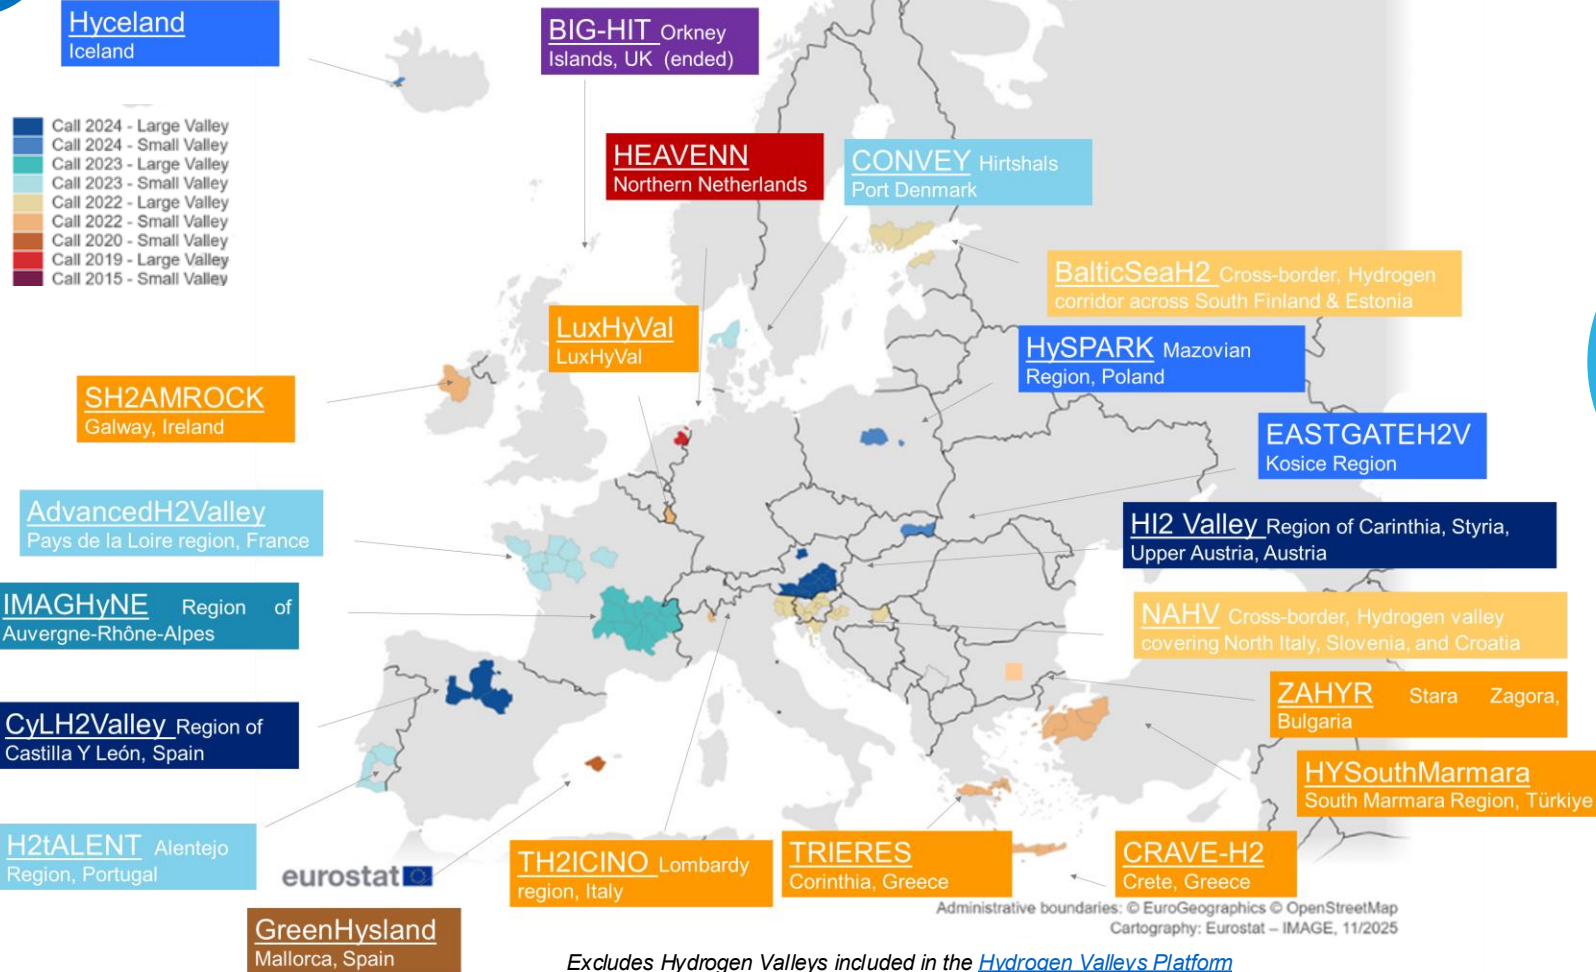 Hyceland
Iceland
BIG-HIT Orkney
Islands, UK (ended)
Call 2024 - Large Valley
Call 2024 - Small Valley
Call 2023 - Large Valley
Call 2023 - Small Valley
Call 2022 - Large Valley
Call 2022 - Small Valley
Call 2020 - Small Valley
Call 2019 - Large Valley
Call 2015 - Small Valley
HEAVENN
Northern Netherlands
CONVEY Hirtshals
Port Denmark
BalticSeaH2 Cross-border, Hydrogen
corridor across South Finland & Estonia
LuxHyVal
LuxHyVal
HySPARK Mazovian
Region, Poland
SH2AMROCK
Galway, Ireland
EASTGATEH2V
Kosice Region
AdvancedH2Valley
Pays de la Loire region, France
HI2 Valley Region of Carinthia, Styria,
Upper Austria, Austria
IMAGHyNE Region of
Auvergne-Rhône-Alpes
NAHV Cross-border, Hydrogen valley
covering North Italy, Slovenia, and Croatia
CyLH2Valley Region of
Castilla Y León, Spain
ZAHYR Stara Zagora,
Bulgaria
HYSouthMarmara
South Marmara Region, Türkiye
H2tALENT Alentejo
Region, Portugal
eurostat
TH2ICINO Lombardy
region, Italy
TRIERES
Corinthia, Greece
CRAVE-H2
Crete, Greece
GreenHysland
Mallorca, Spain
Administrative boundaries: © EuroGeographics © OpenStreetMap
Cartography: Eurostat – IMAGE, 11/2025
Excludes Hydrogen Valleys included in the Hydrogen Valleys Platform